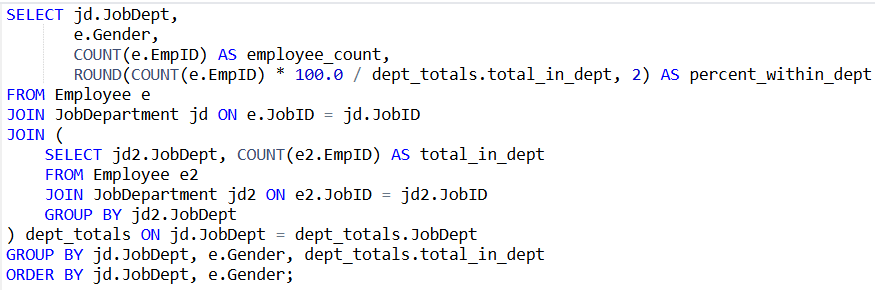 SELECT jd.JobDept,
       e.Gender,
       COUNT(e.EmpID) AS employee_count,
       ROUND(COUNT(e.EmpID) * 100.0 / dept_totals.total_in_dept, 2) AS percent_within_dept
FROM Employee e
JOIN JobDepartment jd ON e.JobID = jd.JobID
JOIN (
    SELECT jd2.JobDept, COUNT(e2.EmpID) AS total_in_dept
    FROM Employee e2
    JOIN JobDepartment jd2 ON e2.JobID = jd2.JobID
    GROUP BY jd2.JobDept
) dept_totals ON jd.JobDept = dept_totals.JobDept
GROUP BY jd.JobDept, e.Gender, dept_totals.total_in_dept
ORDER BY jd.JobDept, e.Gender;